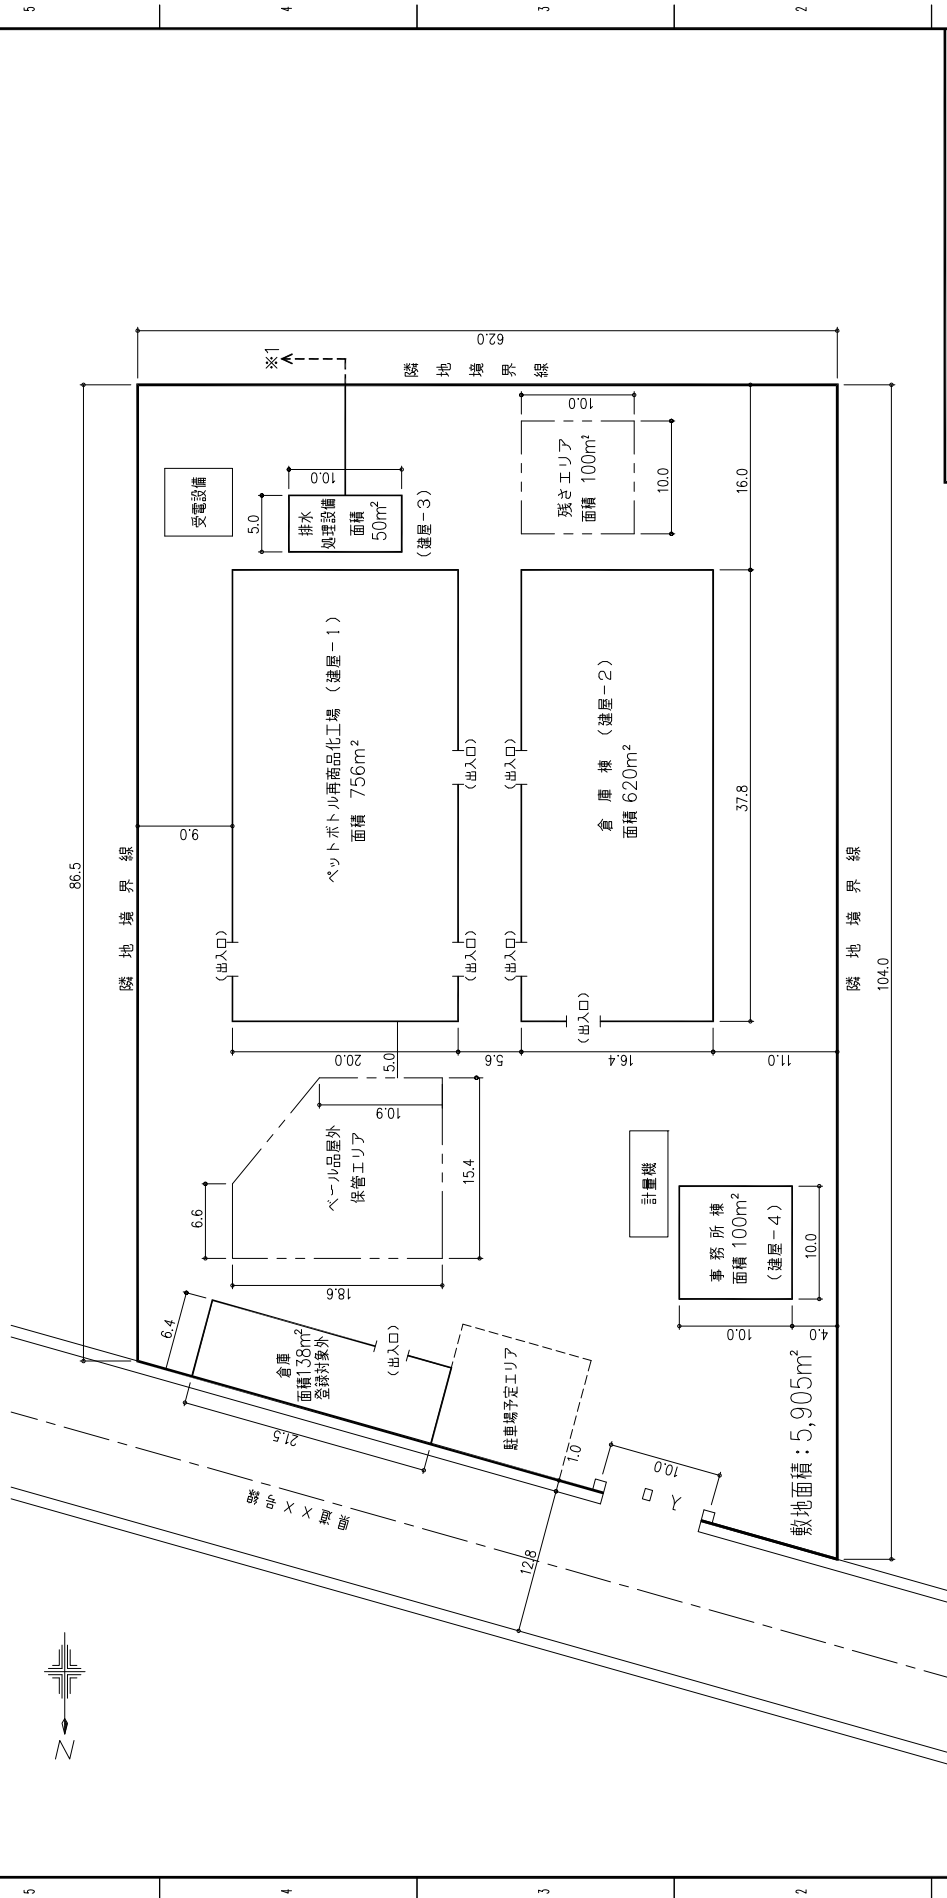 5
4
3
2
62.0
※1
隣地境界線
86.5
受電設備
5.0
10.0
排水
処理設備
面積
50m²
(建屋-3)
10.0
残さエリア
面積 100m²
10.0
16.0
ペットボトル再商品化工場 (建屋-1)
面積 756m²
9.0
(出入口)
(出入口)
(出入口)
倉庫棟 (建屋-2)
面積 620m²
(出入口)
(出入口)
(出入口)
37.8
隣地境界線
隣地境界線
104.0
20.0
5.0
5.6
16.4
11.0
10.9
ベール品屋外
保管エリア
6.6
15.4
18.6
計量機
事務所棟
面積 100m²
(建屋-4)
10.0
10.0
4.0
6.4
倉庫
面積138m²
登録対象外
(出入口)
21.5
駐車場予定エリア
1.0
10.0
入口
敷地面積：5,905m²
県道××号線
12.8
N
5
4
3
2